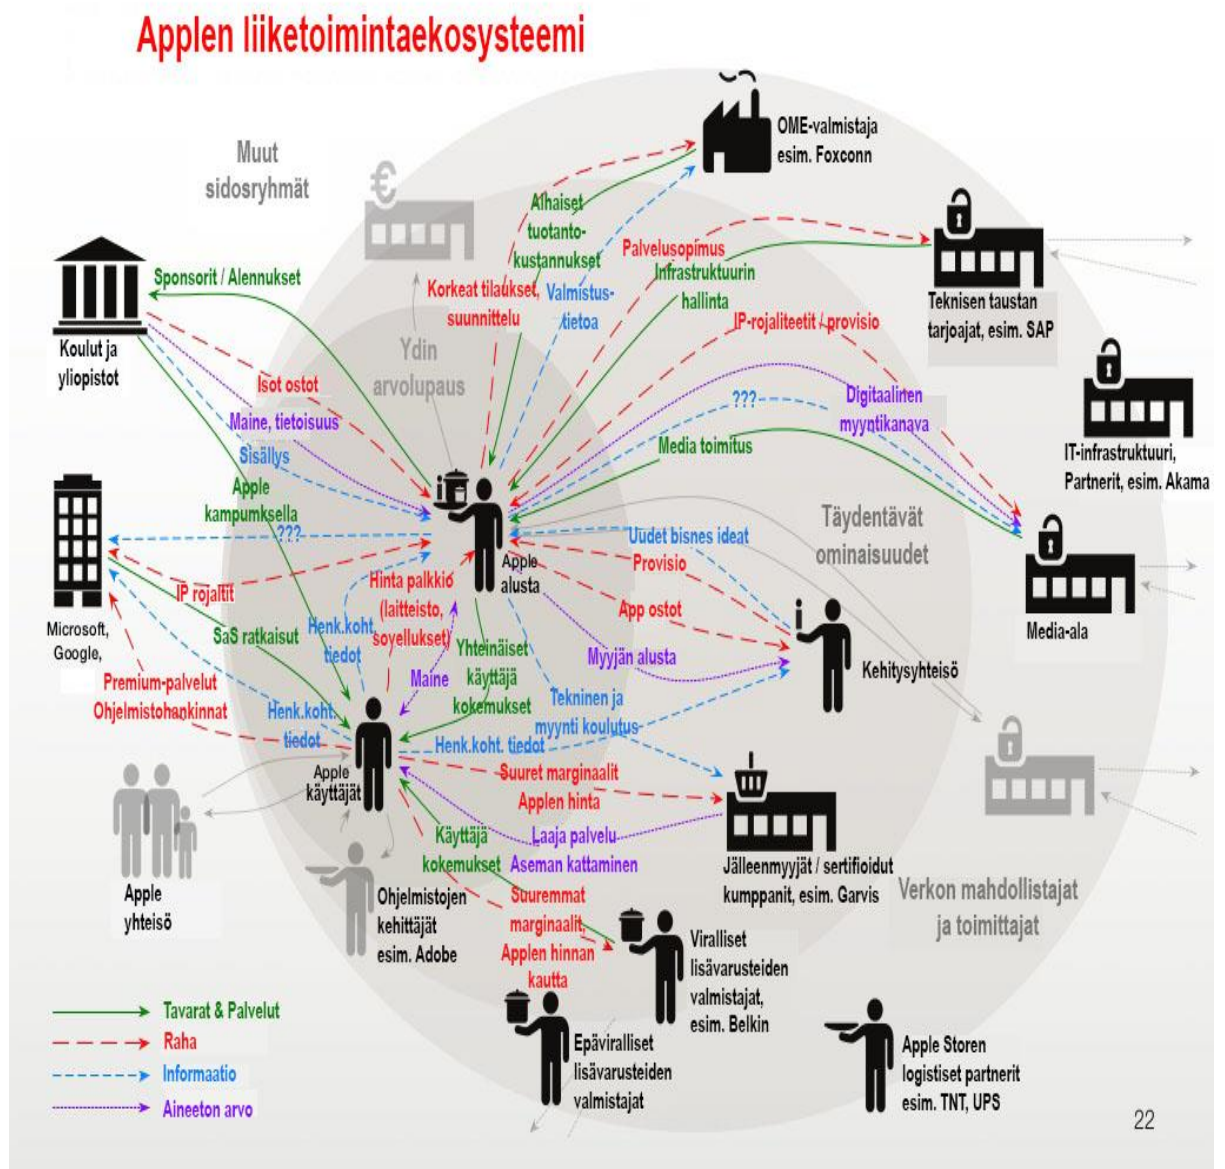 Applen liiketoimintaekosysteemi
OME-valmistaja
esim. Foxconn
Muut
sidosryhmät
€
Alhaiset
tuotanto-
kustannukset
Palvelusopimus
Infrastruktuurin
hallinta
Sponsorit / Alennukset
Korkeat tilaukset,
suunnittelu
Valmistus-
tietoa
Teknisen taustan
tarjoajat, esim. SAP
IP-rojaliteetit / provisio
Koulut ja
yliopistot
Ydin
arvolupaus
Isot ostot
Maine, tietoisuus
Sisällys
Apple
kampumksella
???
Digitaalinen
myyntikanava
Media toimitus
IT-infrastruktuuri,
Partnerit, esim. Akama
Täydentävät
ominaisuudet
???
Uudet bisnes ideat
Provisio
Apple
alusta
IP rojaltit
Hinta palkkio
(laitteisto,
soyellukset)
App ostot
Microsoft,
Google,
SaS ratkaisut
Henk.koht.
tiedot
Media-ala
Yhteinäiset
käyttäjä
kokemukset
Myyjän alusta
Kehitysyhteisö
Maine
Premium-palvelut
Ohjelmistohankinnat
Tekninen ja
myynti koulutus
Henk.koht.
tiedot
Henk.koht. tiedot
Apple
käyttäjät
Suuret marginaalit
Applen hinta
Käyttäjä
kokemukset
Laaja palvelu
Aseman kattaminen
Jälleenmyyjät / sertifioidut
kumppanit, esim. Garvis
Apple
yhteisö
Ohjelmistojen
kehittäjät
esim. Adobe
Suuremmat
marginaalit,
Applen hinnan
kautta
Verkon mahdollistajat
ja toimittajat
Viralliset
lisävarusteiden
valmistajat,
esim. Belkin
Tavarat & Palvelut
Raha
Informaatio
Aineeton arvo
Epäviralliset
lisävarusteiden
valmistajat
Apple Storen
logistiset partnerit
esim. TNT, UPS
22